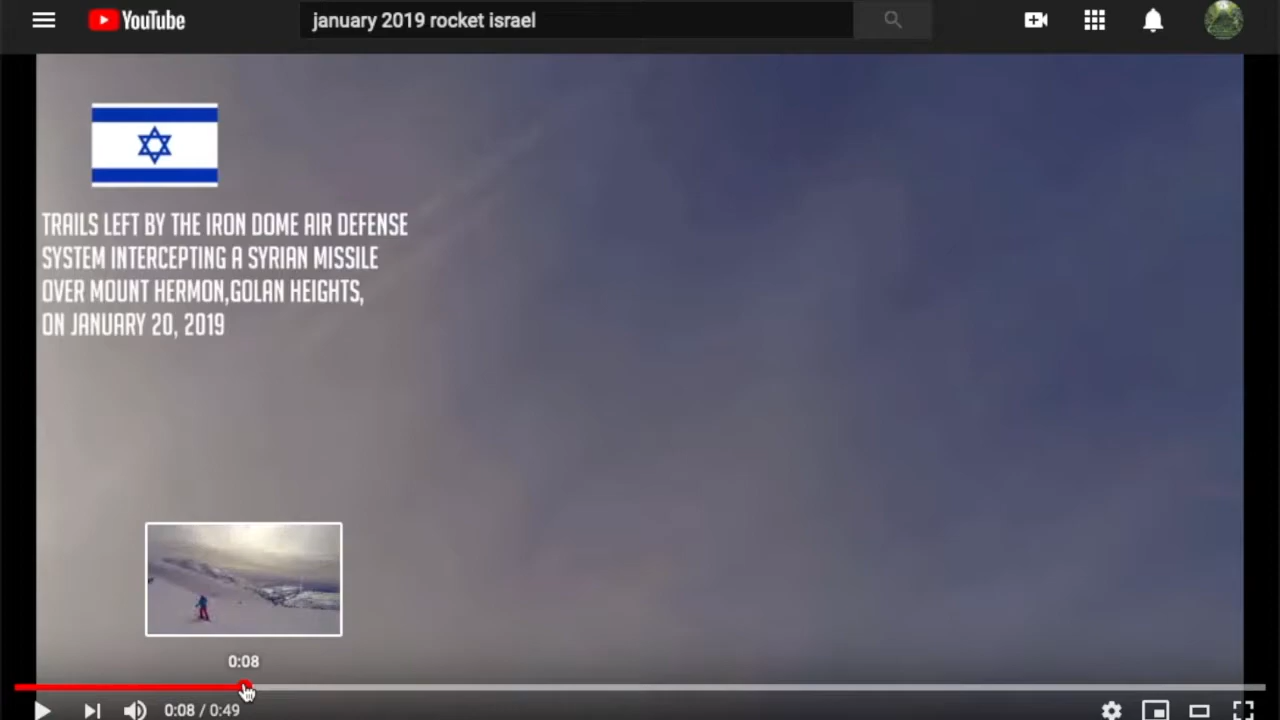 YouTube
january 2019 rocket israel
TRAILS LEFT BY THE IRON DOME AIR DEFENSE
SYSTEM INTERCEPTING A SYRIAN MISSILE
OVER MOUNT HERMON,GOLAN HEIGHTS,
ON JANUARY 20, 2019
0:08
0:08 / 0:49